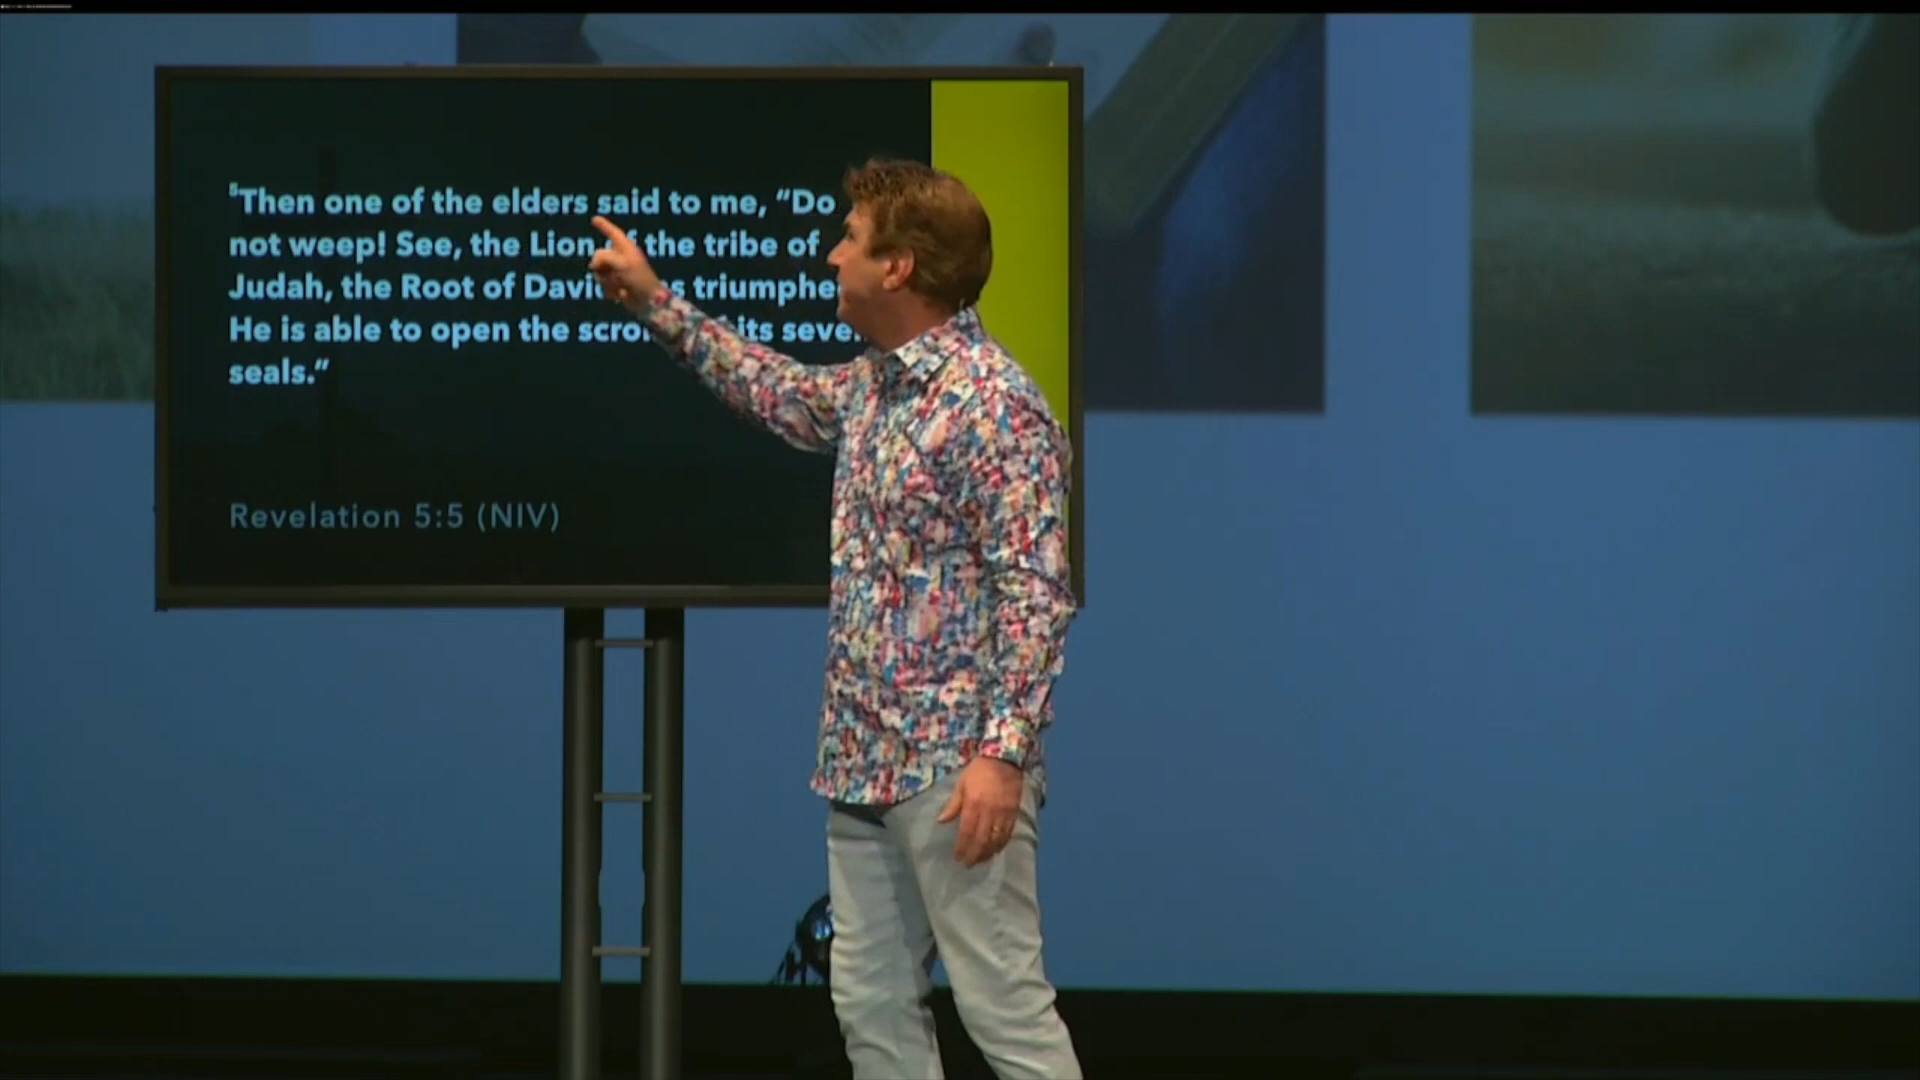 ⁵Then one of the elders said to me, “Do
not weep! See, the Lion of the tribe of
Judah, the Root of Davi s triumphe
He is able to open the scro its seve
seals.”
Revelation 5:5 (NIV)